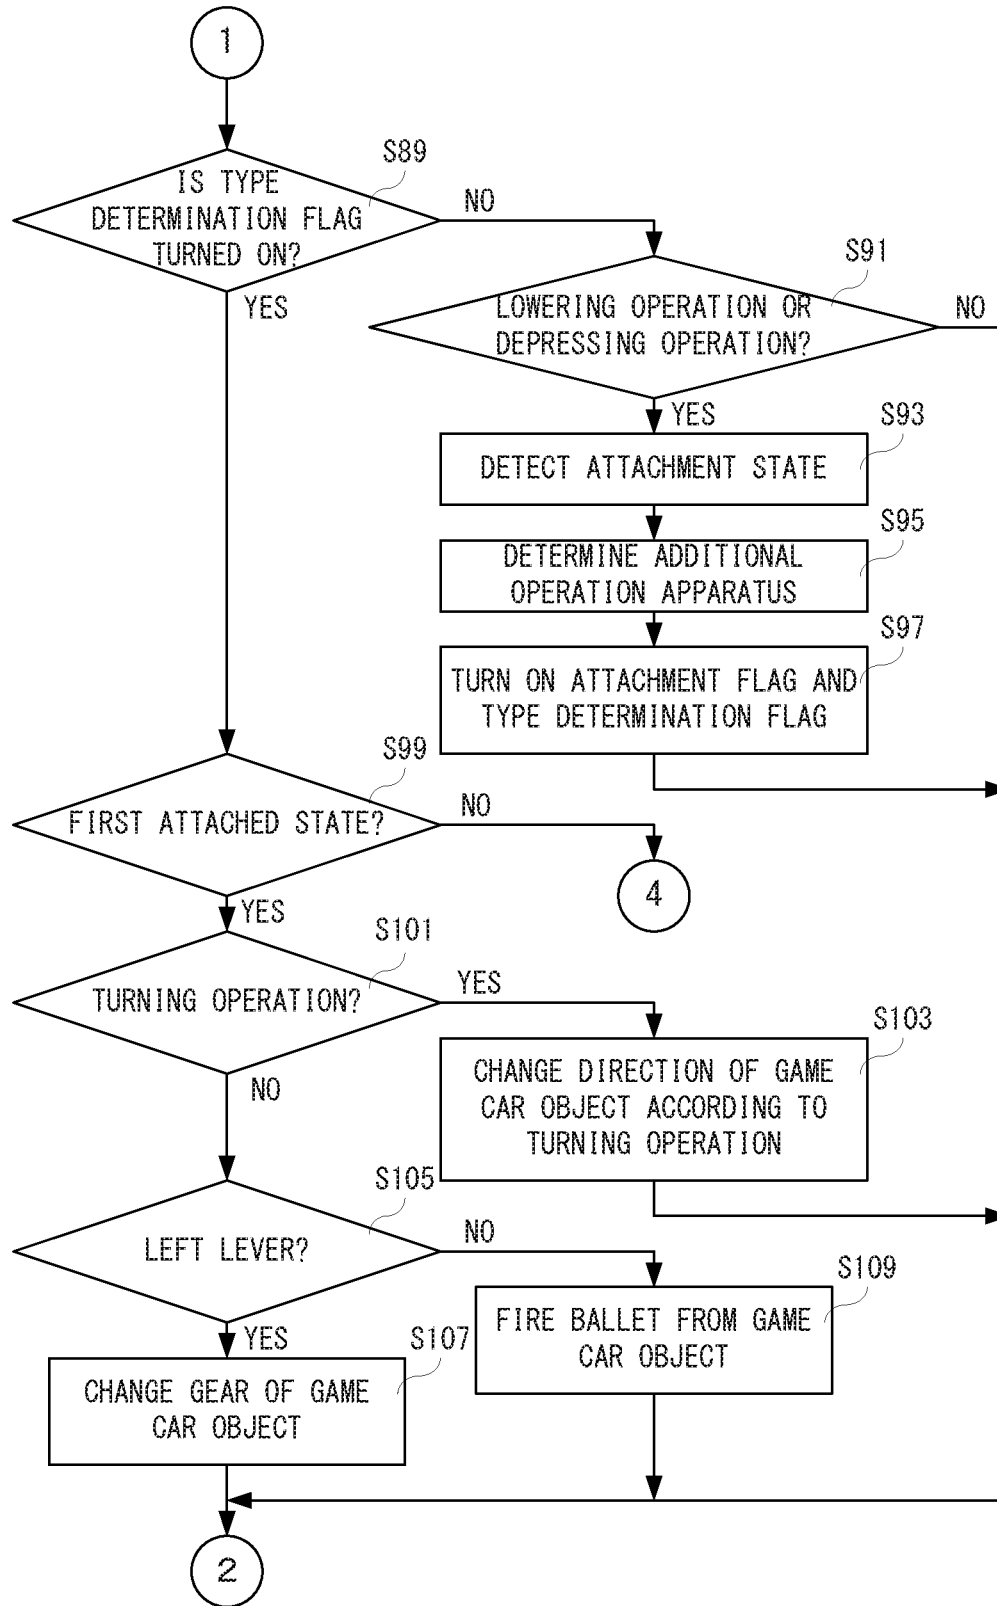 1
S89
IS TYPE
DETERMINATION FLAG
TURNED ON?
NO
YES
S91
LOWERING OPERATION OR
DEPRESSING OPERATION?
NO
YES
S93
DETECT ATTACHMENT STATE
S95
DETERMINE ADDITIONAL
OPERATION APPARATUS
S97
TURN ON ATTACHMENT FLAG AND
TYPE DETERMINATION FLAG
S99
FIRST ATTACHED STATE?
NO
4
YES
S101
TURNING OPERATION?
YES
NO
S103
CHANGE DIRECTION OF GAME
CAR OBJECT ACCORDING TO
TURNING OPERATION
S105
LEFT LEVER?
NO
YES
S109
FIRE BALLET FROM GAME
CAR OBJECT
S107
CHANGE GEAR OF GAME
CAR OBJECT
2